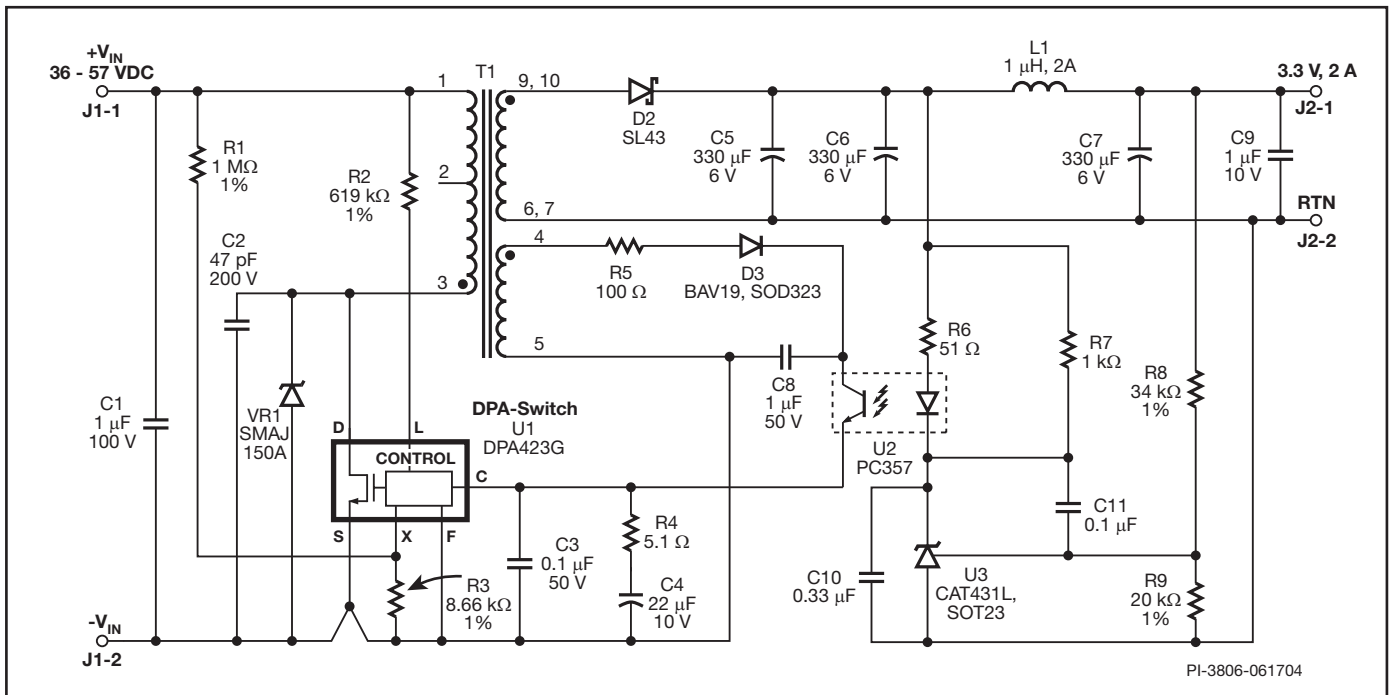 +V_IN
36 - 57 VDC
J1-1
R1
1 MΩ
1%
R2
619 kΩ
1%
C2
47 pF
200 V
C1
1 µF
100 V
VR1
SMAJ
150A
1
2
3
T1
9, 10
6, 7
4
5
D2
SL43
C5
330 µF
6 V
C6
330 µF
6 V
L1
1 µH, 2A
C7
330 µF
6 V
C9
1 µF
10 V
3.3 V, 2 A
J2-1
RTN
J2-2
R5
100 Ω
D3
BAV19, SOD323
C8
1 µF
50 V
R6
51 Ω
R7
1 kΩ
R8
34 kΩ
1%
U2
PC357
DPA-Switch
U1
DPA423G
D
L
CONTROL
C
S
X
F
R3
8.66 kΩ
1%
C3
0.1 µF
50 V
R4
5.1 Ω
C4
22 µF
10 V
C10
0.33 µF
C11
0.1 µF
U3
CAT431L,
SOT23
R9
20 kΩ
1%
-V_IN
J1-2
PI-3806-061704